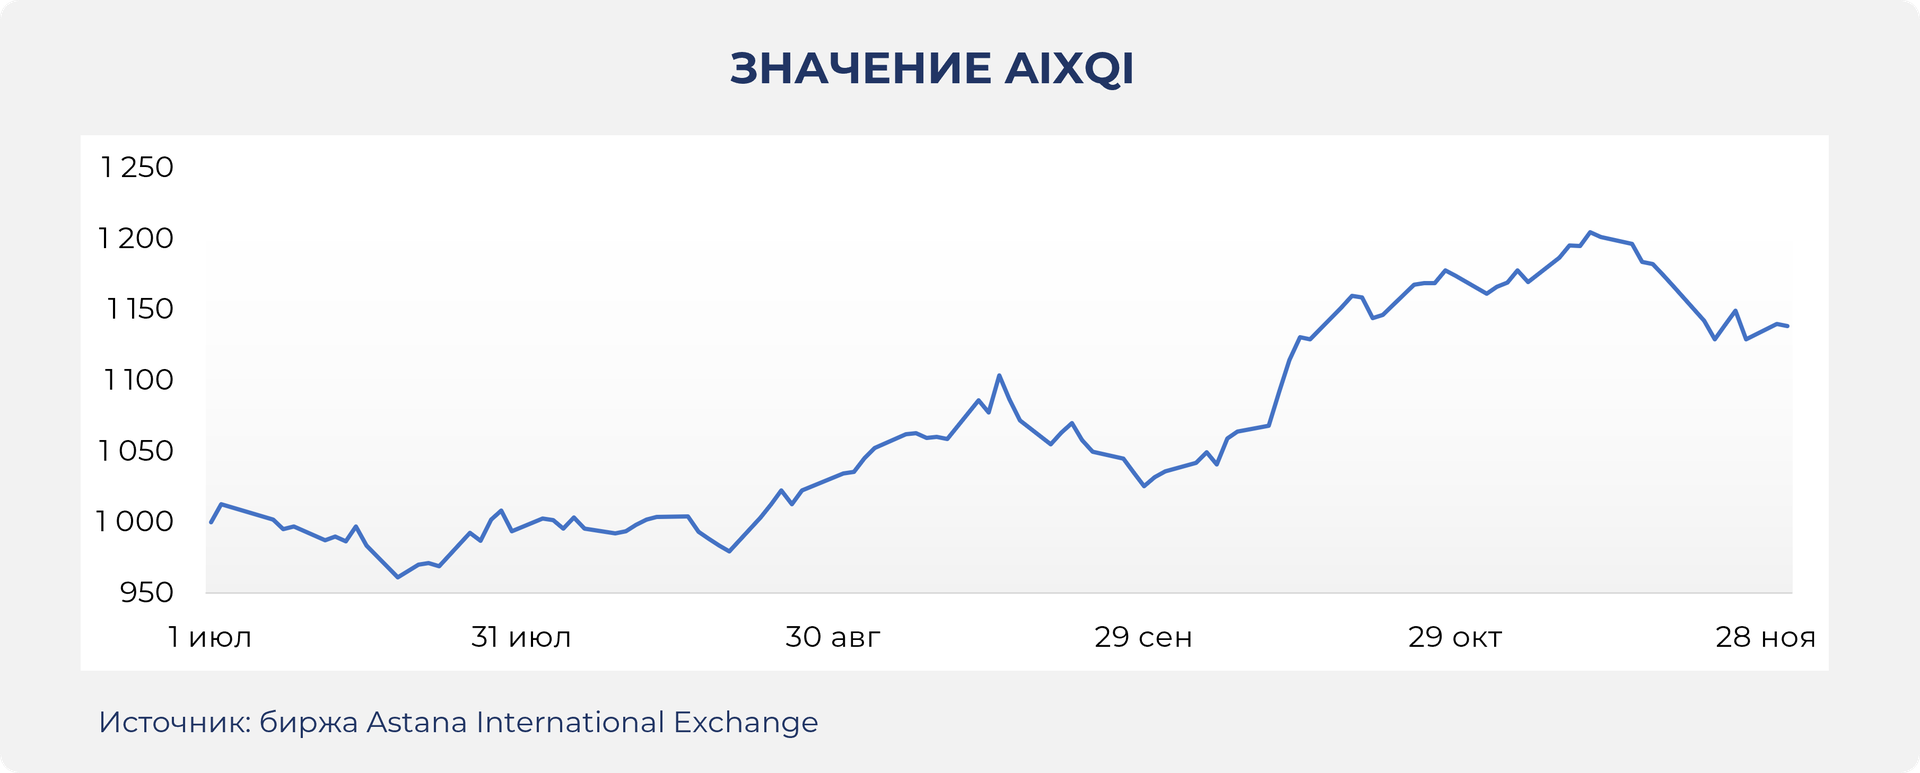 ЗНАЧЕНИЕ AIXQI
1 250
1 200
1 150
1 100
1 050
1 000
950
1 июл 31 июл 30 авг 29 сен 29 окт 28 ноя
Источник: биржа Astana International Exchange